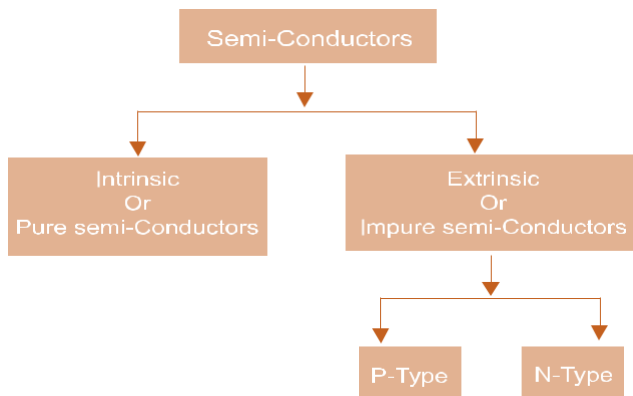 Semi-Conductors
Intrinsic
Or
Pure semi-Conductors
Extrinsic
Or
Impure semi-Conductors
P-Type
N-Type